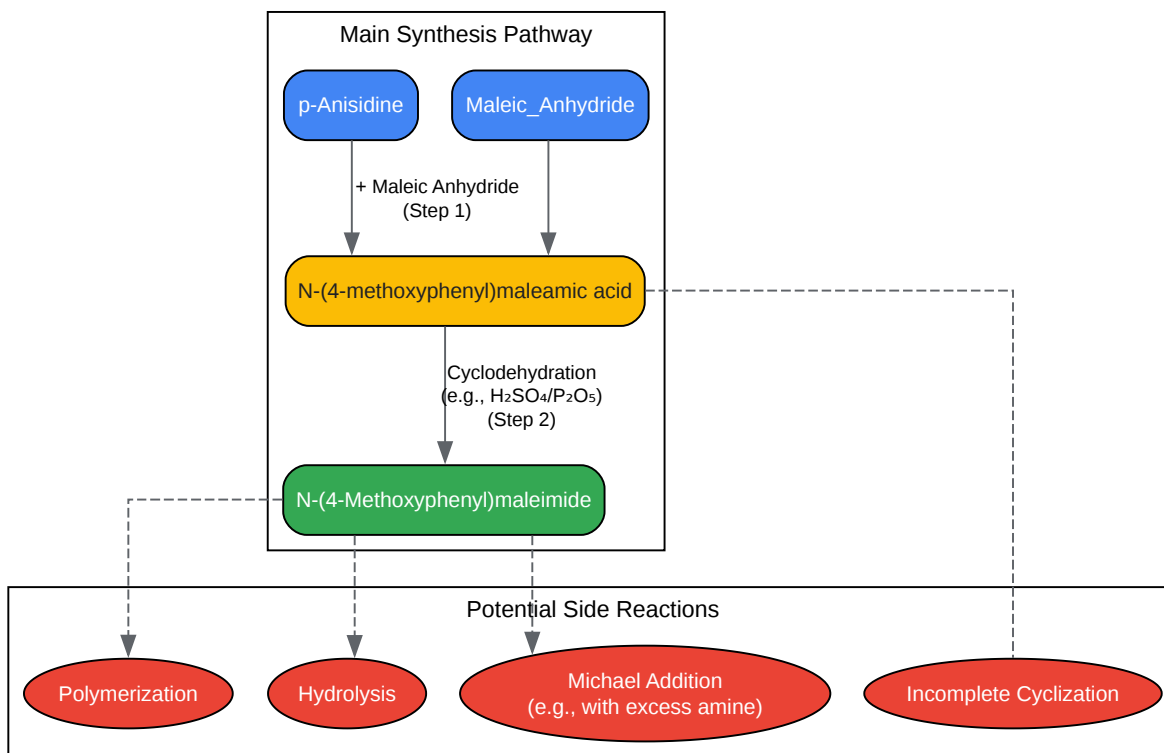 Main Synthesis Pathway
p-Anisidine
Maleic_Anhydride
+ Maleic Anhydride
(Step 1)
N-(4-methoxyphenyl)maleamic acid
Cyclodehydration
(e.g., H₂SO₄/P₂O₅)
(Step 2)
N-(4-Methoxyphenyl)maleimide
Potential Side Reactions
Polymerization
Hydrolysis
Michael Addition
(e.g., with excess amine)
Incomplete Cyclization